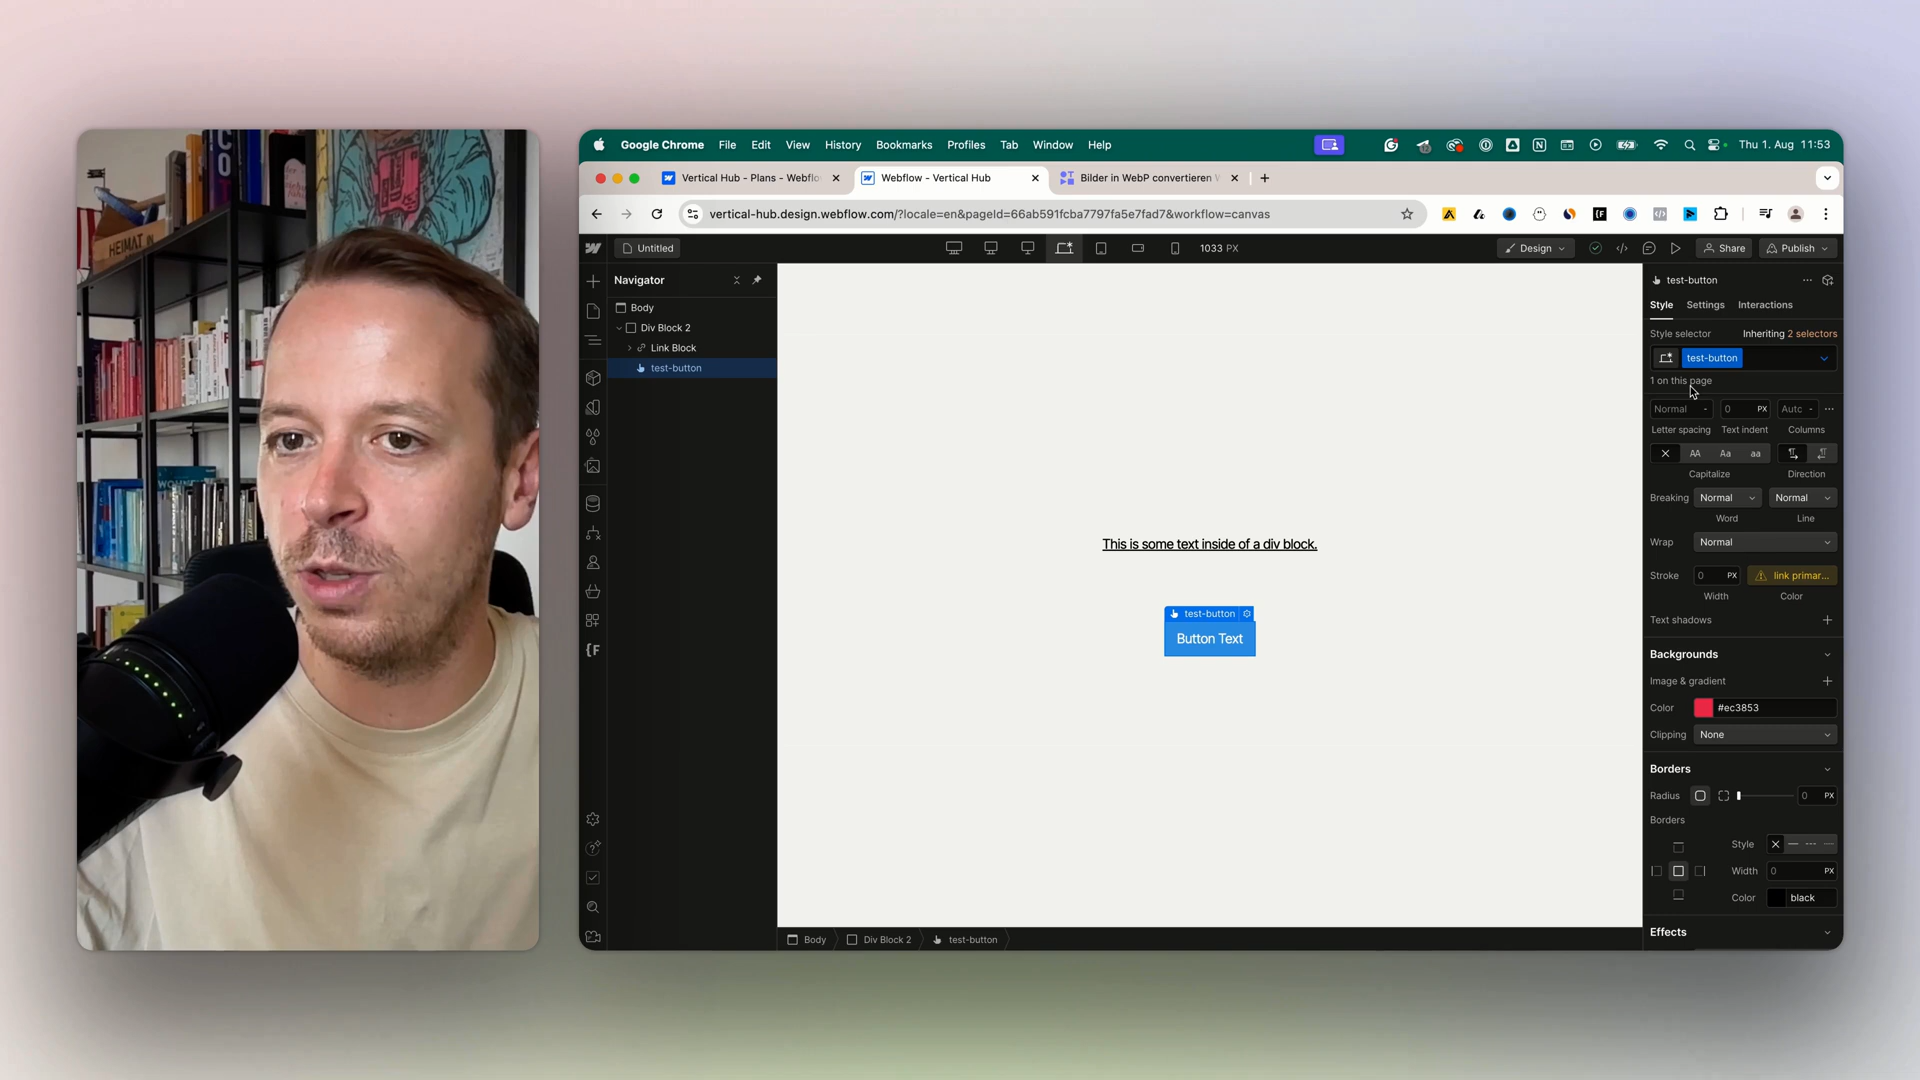 HEIMAT IN
Google Chrome File Edit View History Bookmarks Profiles Tab Window Help Thu 1. Aug 11:53
Vertical Hub - Plans - Webflo
Webflow - Vertical Hub
Bilder in WebP convertieren
vertical-hub.design.webflow.com/?locale=en&pageId=66ab591fcba7797fa5e7fad7&workflow=canvas
Untitled
1033 PX
Design
Share
Publish
Navigator
Body
Div Block 2
Link Block
test-button
This is some text inside of a div block.
test-button
Button Text
Body
Div Block 2
test-button
test-button
Style Settings Interactions
Style selector Inheriting 2 selectors
test-button
1 on this page
Normal 0 PX Autc
Letter spacing Text indent Columns
AA Aa aa
Capitalize Direction
Breaking Normal Normal
Word Line
Wrap Normal
Stroke 0 PX link primar...
Width Color
Text shadows
Backgrounds
Image & gradient
Color #ec3853
Clipping None
Borders
Radius 0 PX
Borders
Style
Width 0 PX
Color black
Effects